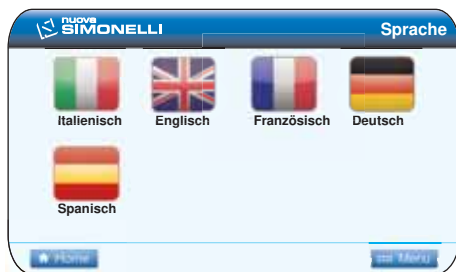 nuova
SIMONELLI
Sprache
Italienisch Englisch Französisch Deutsch
Spanisch
Home
Menu